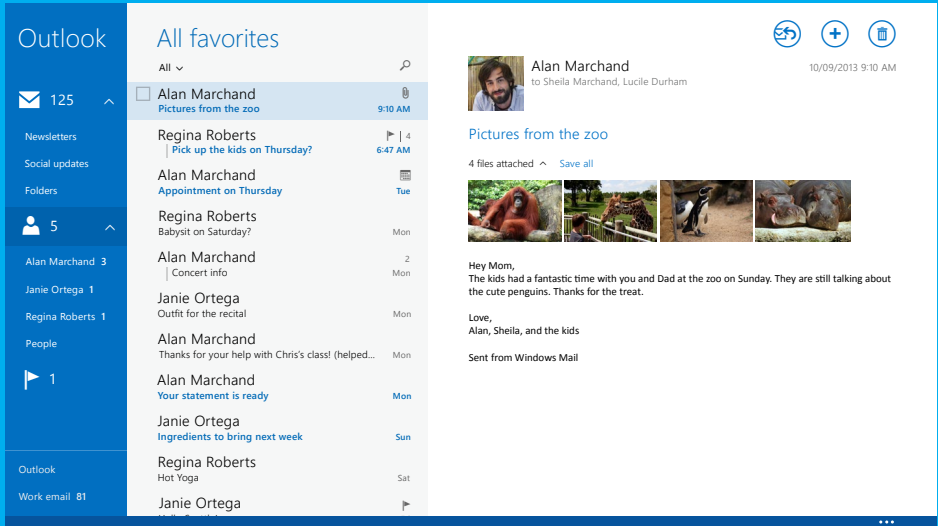 Outlook
125
Newsletters
Social updates
Folders
5
Alan Marchand 3
Janie Ortega 1
Regina Roberts 1
People
1
Outlook
Work email 81
All favorites
All
Alan Marchand
Pictures from the zoo 9:10 AM
Regina Roberts 4
Pick up the kids on Thursday? 6:47 AM
Alan Marchand
Appointment on Thursday Tue
Regina Roberts
Babysit on Saturday? Mon
Alan Marchand 2
Concert info Mon
Janie Ortega
Outfit for the recital Mon
Alan Marchand
Thanks for your help with Chris's class! (helped... Mon
Alan Marchand
Your statement is ready Mon
Janie Ortega
Ingredients to bring next week Sun
Regina Roberts
Hot Yoga Sat
Janie Ortega
Alan Marchand 10/09/2013 9:10 AM
to Sheila Marchand, Lucile Durham
Pictures from the zoo
4 files attached Save all
Hey Mom,
The kids had a fantastic time with you and Dad at the zoo on Sunday. They are still talking about
the cute penguins. Thanks for the treat.
Love,
Alan, Sheila, and the kids
Sent from Windows Mail